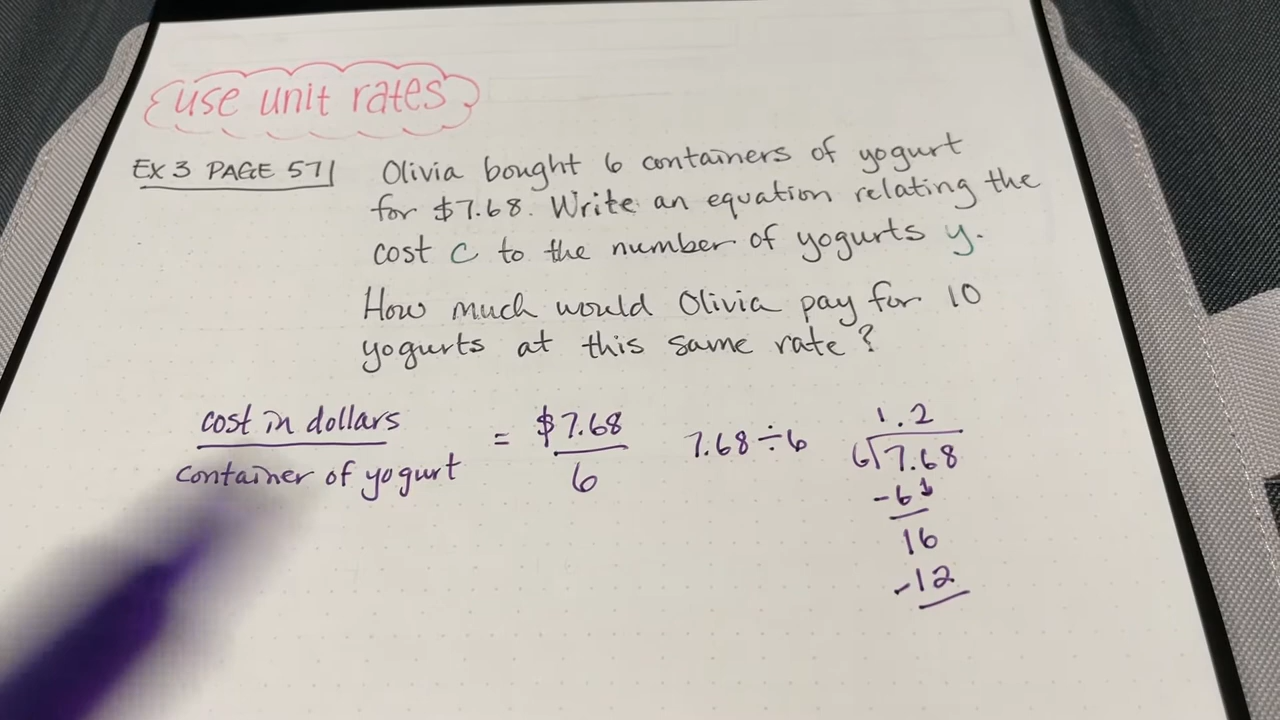 use unit rates
EX 3 PAGE 571 Olivia bought 6 containers of yogurt
for $7.68. Write an equation relating the
cost c to the number of yogurts y.
How much would Olivia pay for 10
yogurts at this same rate?
cost in dollars
container of yogurt
=
$7.68
6
7.68÷6
1.2
6)7.68
-6↓
16
-12